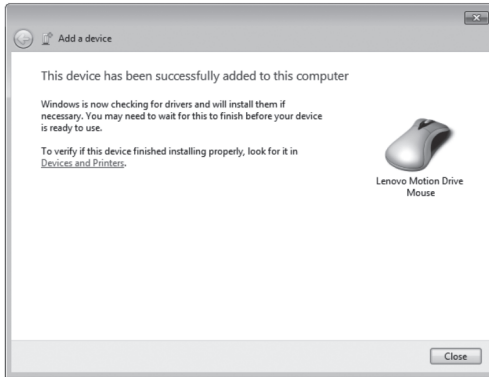 Add a device
This device has been successfully added to this computer
Windows is now checking for drivers and will install them if
necessary. You may need to wait for this to finish before your device
is ready to use.
To verify if this device finished installing properly, look for it in
Devices and Printers.
Lenovo Motion Drive
Mouse
Close